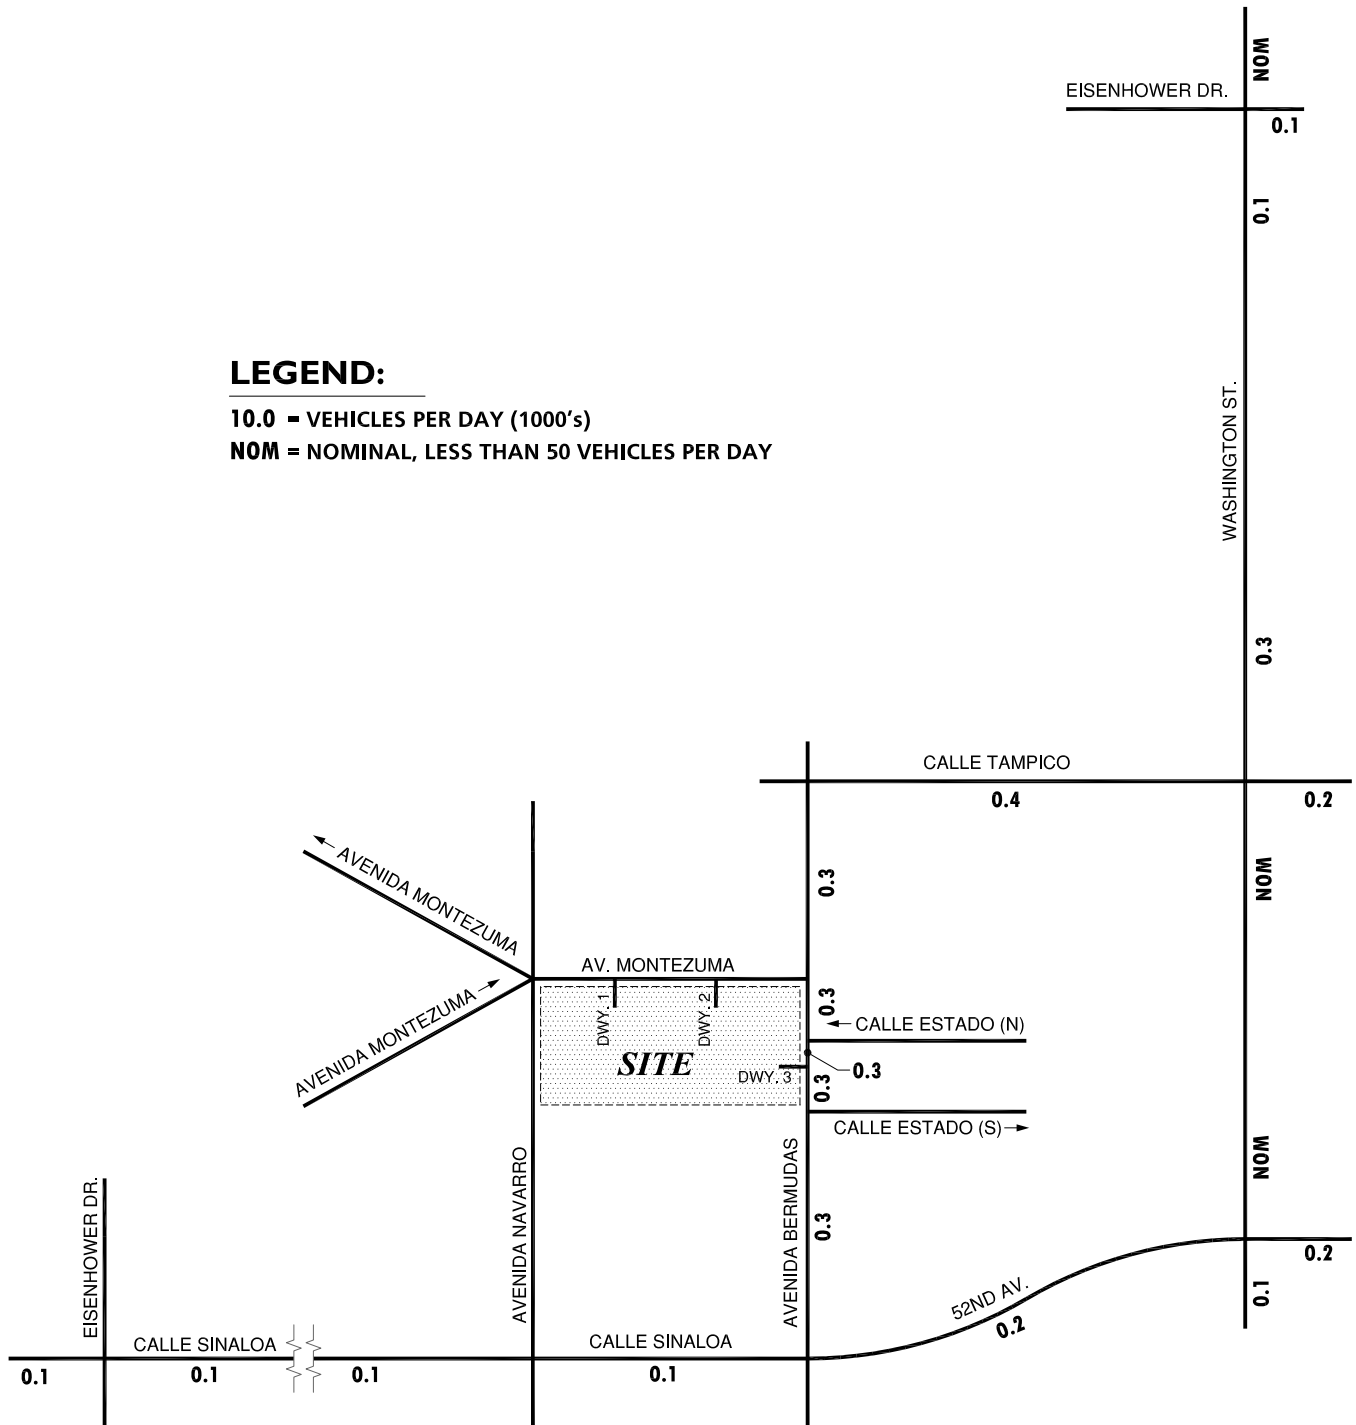 NOM
EISENHOWER DR.
0.1
0.1
LEGEND:
10.0 = VEHICLES PER DAY (1000's)
NOM = NOMINAL, LESS THAN 50 VEHICLES PER DAY
WASHINGTON ST.
0.3
CALLE TAMPICO
0.4
0.2
AVENIDA MONTEZUMA
0.3
NOM
AV. MONTEZUMA
AVENIDA MONTEZUMA
DWY. 1
DWY. 2
0.3
CALLE ESTADO (N)
SITE
DWY. 3
0.3
0.3
CALLE ESTADO (S)
NOM
EISENHOWER DR.
AVENIDA NAVARRO
AVENIDA BERMUDAS
0.3
0.2
52ND AV.
0.2
0.1
CALLE SINALOA
CALLE SINALOA
0.1
0.1
0.1
0.1